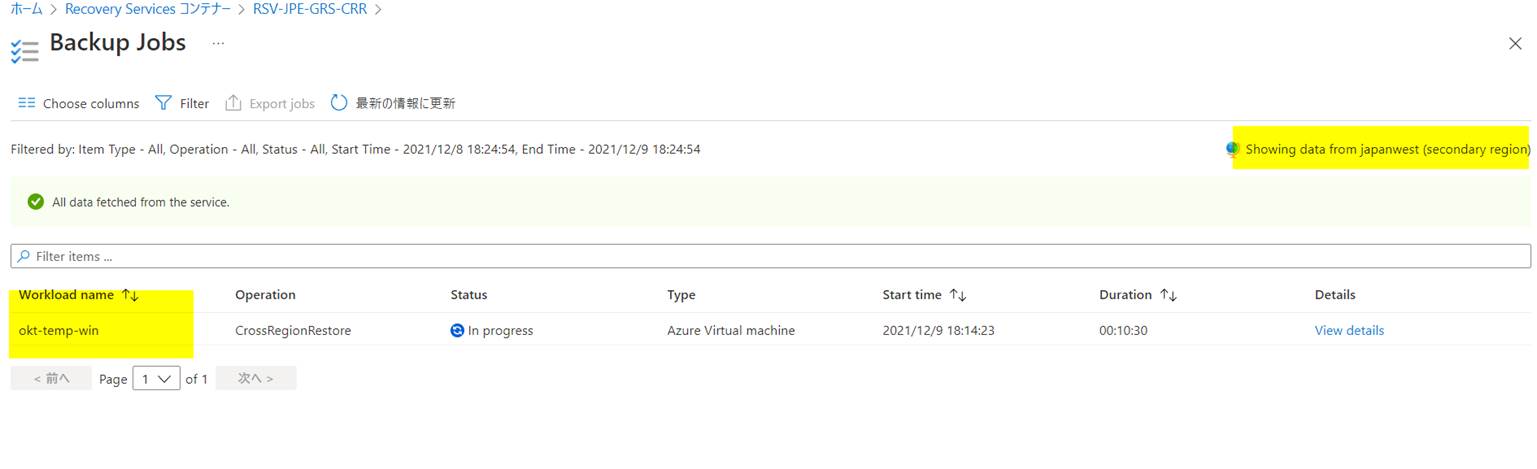 ホーム > Recovery Services コンテナー > RSV-JPE-GRS-CRR >
Backup Jobs ...
Choose columns Filter Export jobs 最新の情報に更新
Filtered by: Item Type - All, Operation - All, Status - All, Start Time - 2021/12/8 18:24:54, End Time - 2021/12/9 18:24:54
Showing data from japanwest (secondary region)
All data fetched from the service.
Filter items ...
Workload name ↑↓ Operation Status Type Start time ↑↓ Duration ↑↓ Details
okt-temp-win CrossRegionRestore In progress Azure Virtual machine 2021/12/9 18:14:23 00:10:30 View details
< 前へ Page 1 of 1 次へ >